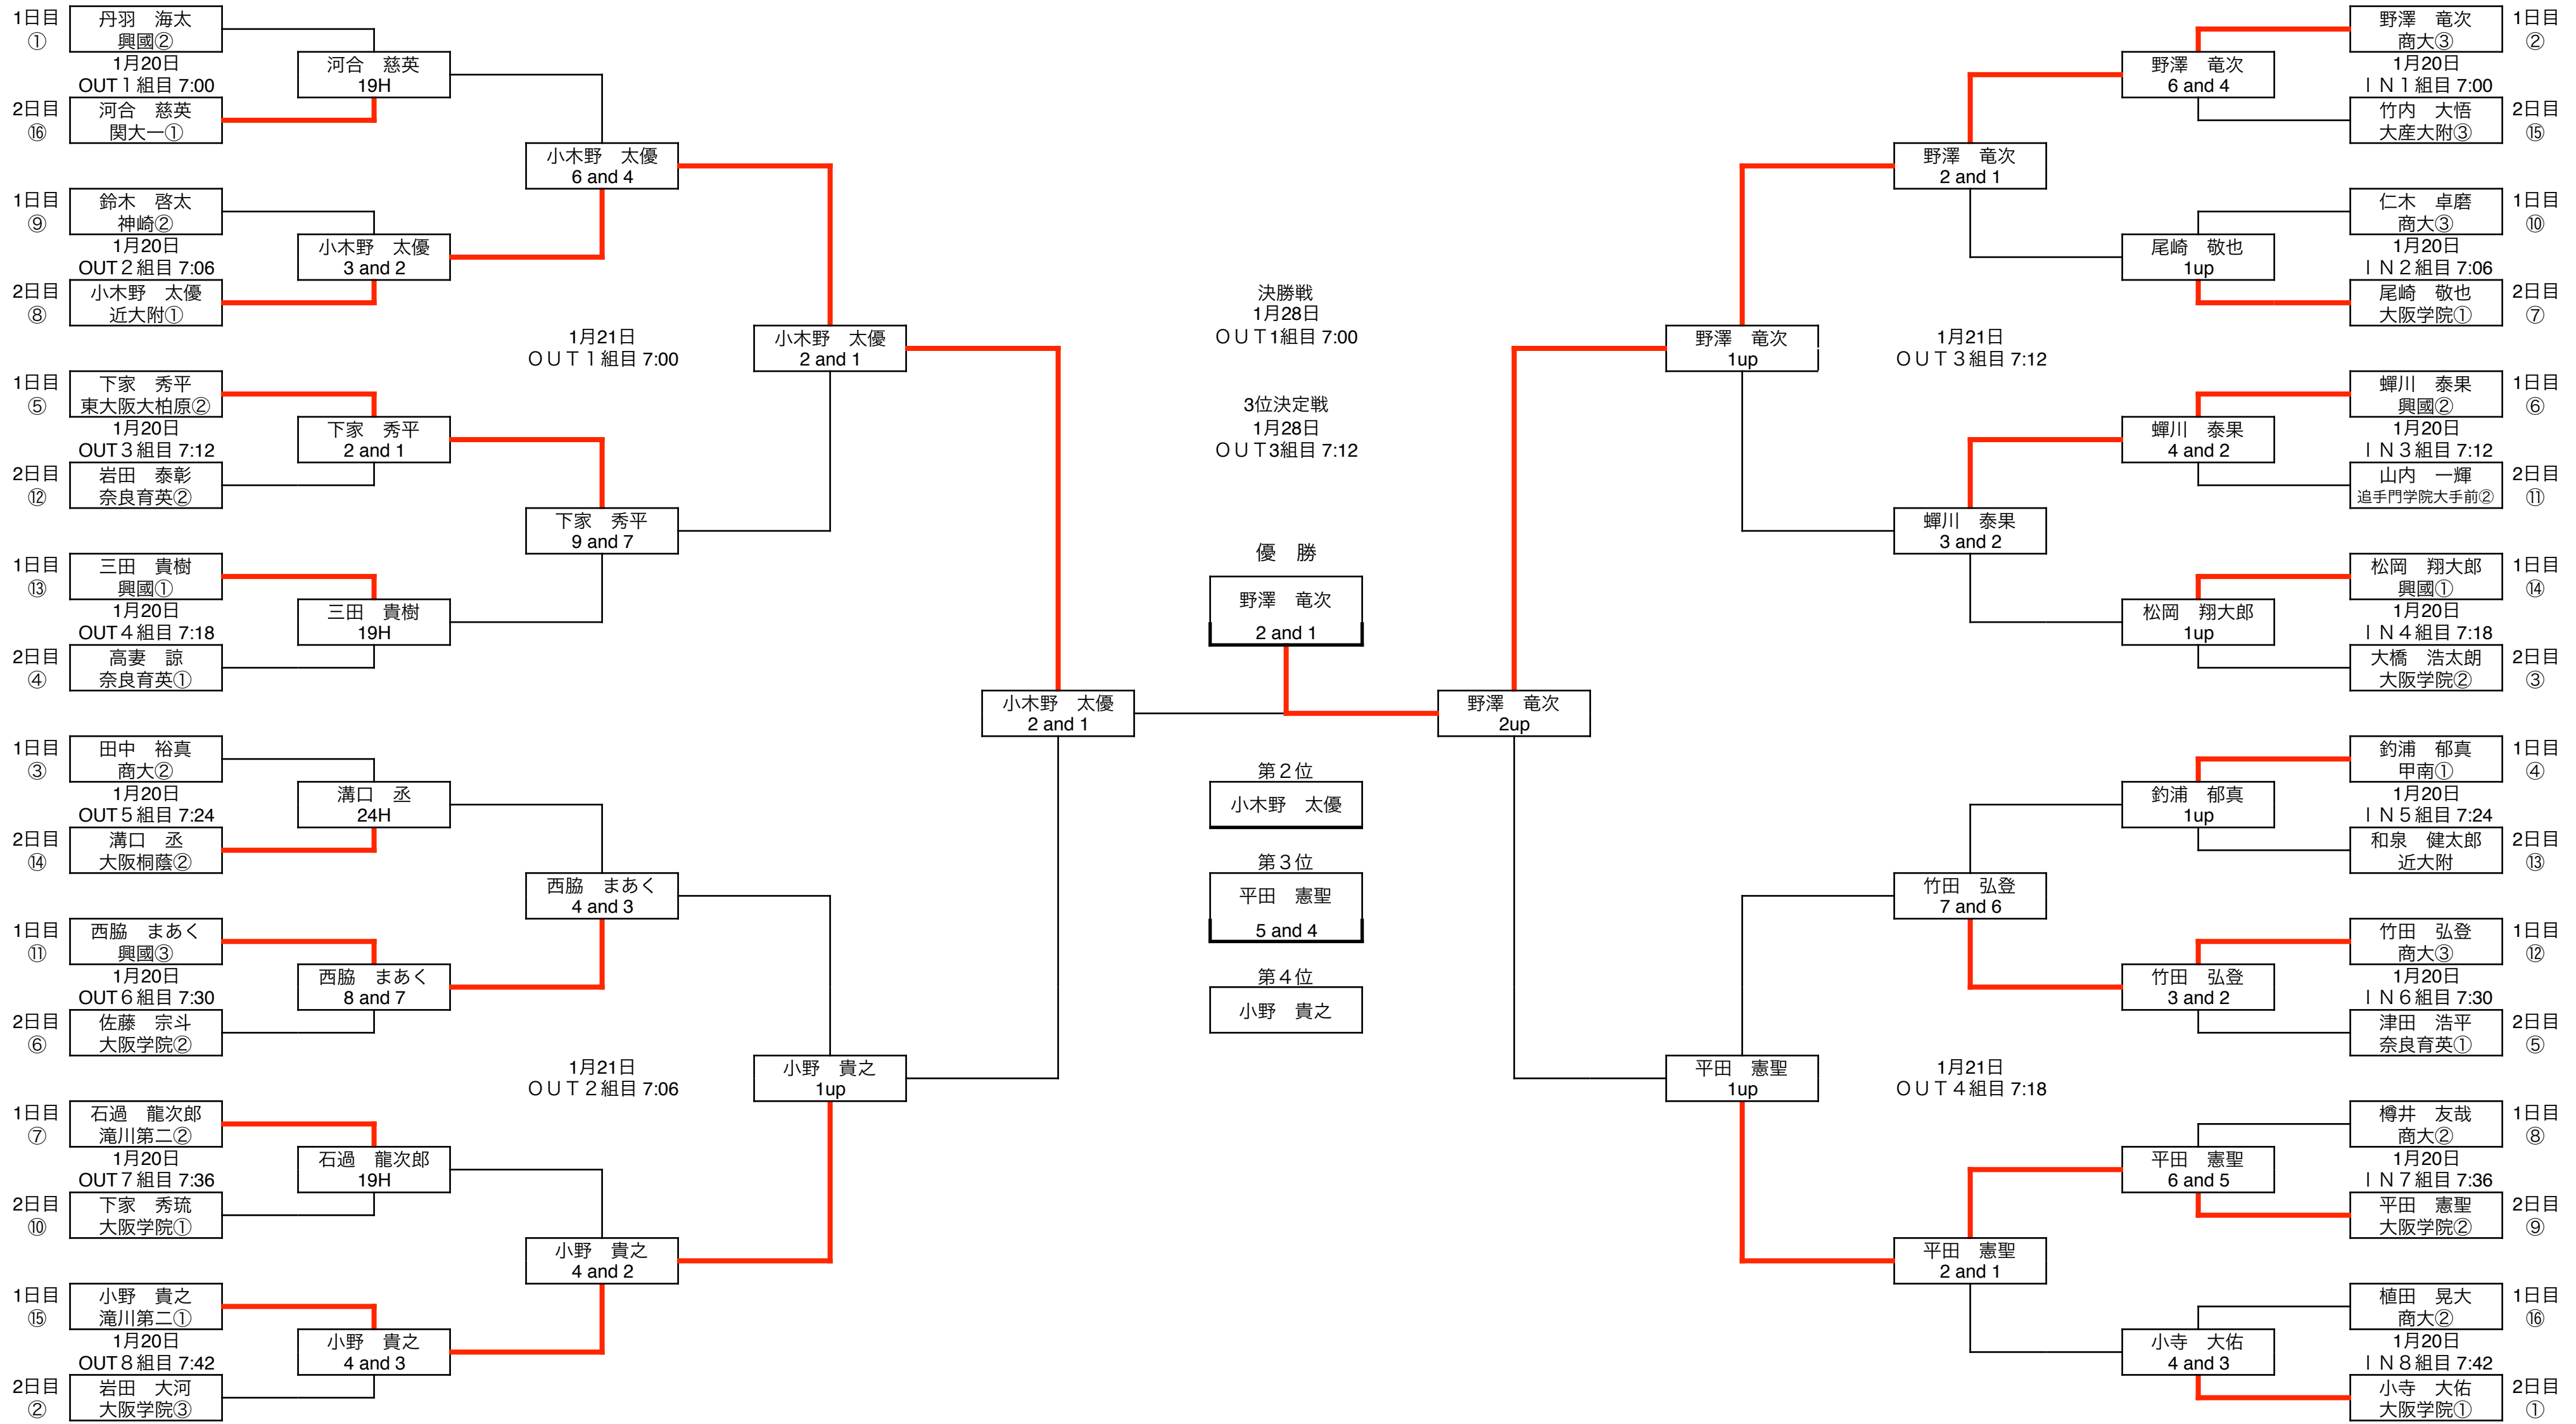 1日目
①
丹羽　海太
興國②
1月20日
OUT１組目 7:00
2日目
⑯
河合　慈英
関大一①
河合　慈英
19H
1日目
⑨
鈴木　啓太
神崎②
1月20日
OUT２組目 7:06
2日目
⑧
小木野　太優
近大附①
小木野　太優
3 and 2
小木野　太優
6 and 4
1日目
⑤
下家　秀平
東大阪大柏原②
1月20日
OUT３組目 7:12
2日目
⑫
岩田　泰彰
奈良育英②
下家　秀平
2 and 1
1日目
⑬
三田　貴樹
興國①
1月20日
OUT４組目 7:18
2日目
④
高妻　諒
奈良育英①
三田　貴樹
19H
下家　秀平
9 and 7
1月21日
ＯＵＴ１組目 7:00
小木野　太優
2 and 1
1日目
③
田中　裕真
商大②
1月20日
OUT５組目 7:24
2日目
⑭
溝口　丞
大阪桐蔭②
溝口　丞
24H
1日目
⑪
西脇　まあく
興國③
1月20日
OUT６組目 7:30
2日目
⑥
佐藤　宗斗
大阪学院②
西脇　まあく
8 and 7
西脇　まあく
4 and 3
1日目
⑦
石過　龍次郎
滝川第二②
1月20日
OUT７組目 7:36
2日目
⑩
下家　秀琉
大阪学院①
石過　龍次郎
19H
1日目
⑮
小野　貴之
滝川第二①
1月20日
OUT８組目 7:42
2日目
②
岩田　大河
大阪学院③
小野　貴之
4 and 3
小野　貴之
4 and 2
1月21日
ＯＵＴ２組目 7:06
小野　貴之
1up
小木野　太優
2 and 1
決勝戦
1月28日
ＯＵＴ1組目 7:00
3位決定戦
1月28日
ＯＵＴ3組目 7:12
優　勝
野澤　竜次
2 and 1
第２位
小木野　太優
第３位
平田　憲聖
5 and 4
第４位
小野　貴之
野澤　竜次
2up
野澤　竜次
1up
1月21日
ＯＵＴ３組目 7:12
野澤　竜次
2 and 1
野澤　竜次
6 and 4
野澤　竜次
商大③
1日目
②
1月20日
ＩＮ１組目 7:00
竹内　大悟
大産大附③
2日目
⑮
仁木　卓磨
商大③
1日目
⑩
1月20日
ＩＮ２組目 7:06
尾崎　敬也
1up
尾崎　敬也
大阪学院①
2日目
⑦
蟬川　泰果
興國②
1日目
⑥
1月20日
ＩＮ３組目 7:12
蟬川　泰果
4 and 2
山内　一輝
追手門学院大手前②
2日目
⑪
蟬川　泰果
3 and 2
松岡　翔大郎
興國①
1日目
⑭
1月20日
ＩＮ４組目 7:18
松岡　翔大郎
1up
大橋　浩太朗
大阪学院②
2日目
③
釣浦　郁真
甲南①
1日目
④
1月20日
ＩＮ５組目 7:24
釣浦　郁真
1up
和泉　健太郎
近大附
2日目
⑬
竹田　弘登
7 and 6
竹田　弘登
商大③
1日目
⑫
1月20日
ＩＮ６組目 7:30
竹田　弘登
3 and 2
津田　浩平
奈良育英①
2日目
⑤
平田　憲聖
1up
1月21日
ＯＵＴ４組目 7:18
樽井　友哉
商大②
1日目
⑧
1月20日
ＩＮ７組目 7:36
平田　憲聖
6 and 5
平田　憲聖
大阪学院②
2日目
⑨
平田　憲聖
2 and 1
植田　晃大
商大②
1日目
⑯
1月20日
ＩＮ８組目 7:42
小寺　大佑
4 and 3
小寺　大佑
大阪学院①
2日目
①